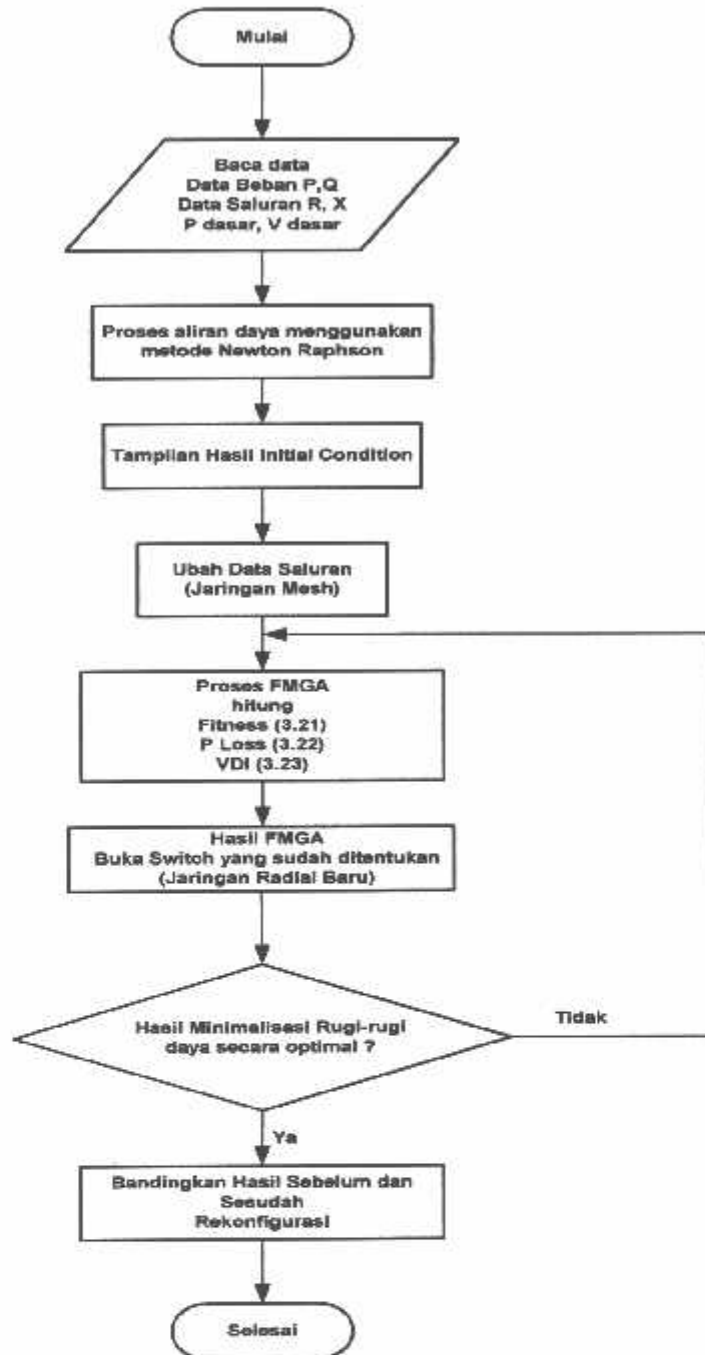 Mulai
Baca data
Data Beban P,Q
Data Saluran R, X
P dasar, V dasar
Proses aliran daya menggunakan
metode Newton Raphson
Tampilan Hasil Initial Condition
Ubah Data Saluran
(Jaringan Mesh)
Proses FMGA
hitung
Fitness (3.21)
P Loss (3.22)
VDI (3.23)
Hasil FMGA
Buka Switch yang sudah ditentukan
(Jaringan Radial Baru)
Hasil Minimalisasi Rugi-rugi
daya secara optimal ?
Tidak
Ya
Bandingkan Hasil Sebelum dan
Sesudah
Rekonfigurasi
Selesai